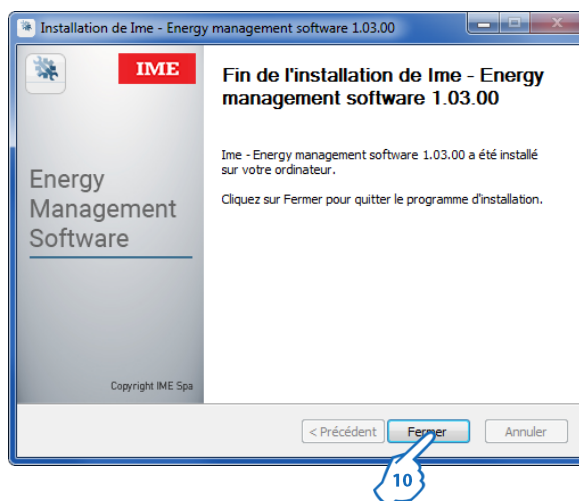 Installation de Ime - Energy management software 1.03.00
IME
Fin de l'installation de Ime - Energy
management software 1.03.00
Ime - Energy management software 1.03.00 a été installé
sur votre ordinateur.
Cliquez sur Fermer pour quitter le programme d'installation.
Energy
Management
Software
Copyright IME Spa
< Précédent
Fermer
Annuler
10